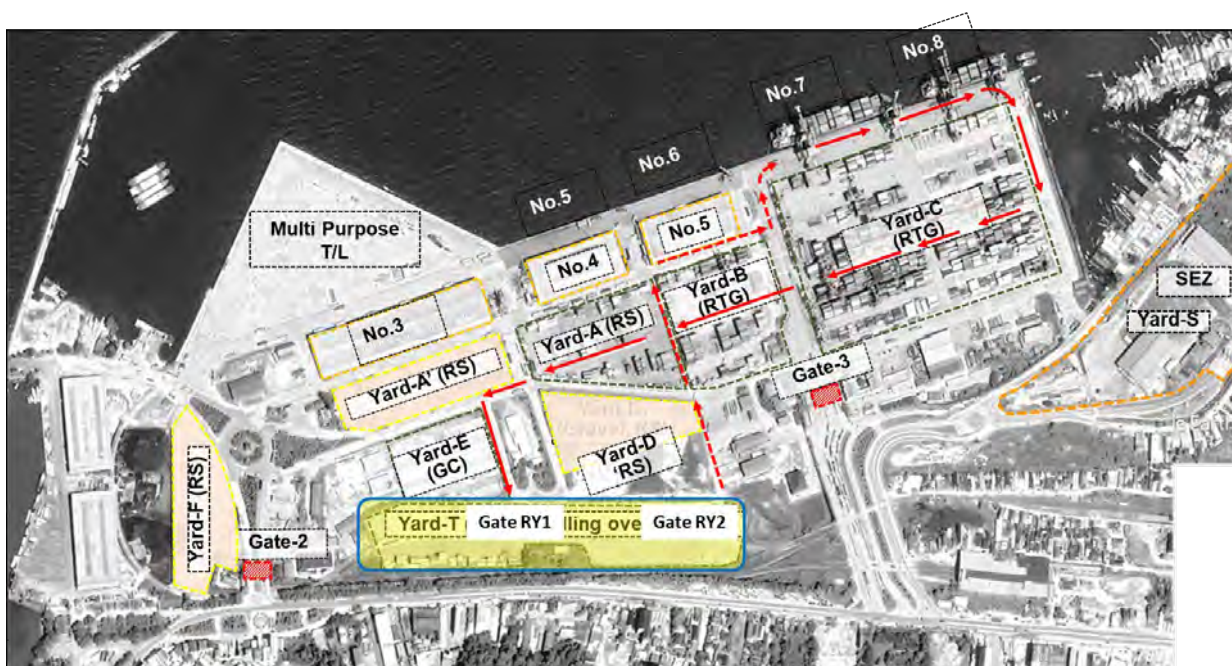 No.8
No.7
No.6
No.5
Multi Purpose
T/L
No.5
No.4
No.3
Yard-C
(RTG)
Yard-B
(RTG)
Yard-A (RS)
Yard-A' (RS)
SEZ
Yard-S
Gate-3
Yard-D
'RS)
Yard-E
(GC)
Yard-F (RS)
Gate-2
Yard-T
Gate RY1
lling ove
Gate RY2